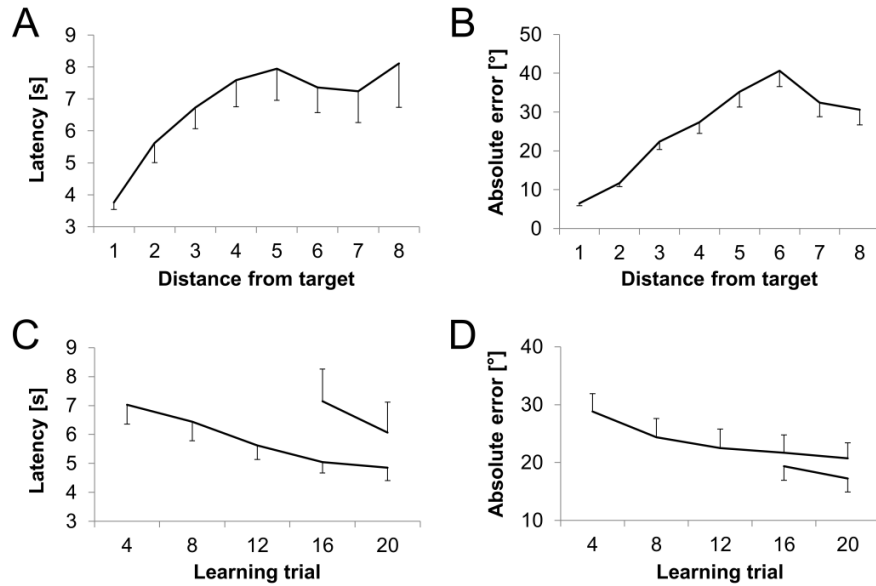 A
Latency [s]
9
8
7
6
5
4
3
1 2 3 4 5 6 7 8
Distance from target
B
Absolute error [°]
50
40
30
20
10
0
1 2 3 4 5 6 7 8
Distance from target
C
Latency [s]
9
8
7
6
5
4
3
4 8 12 16 20
Learning trial
D
Absolute error [°]
40
30
20
10
4 8 12 16 20
Learning trial